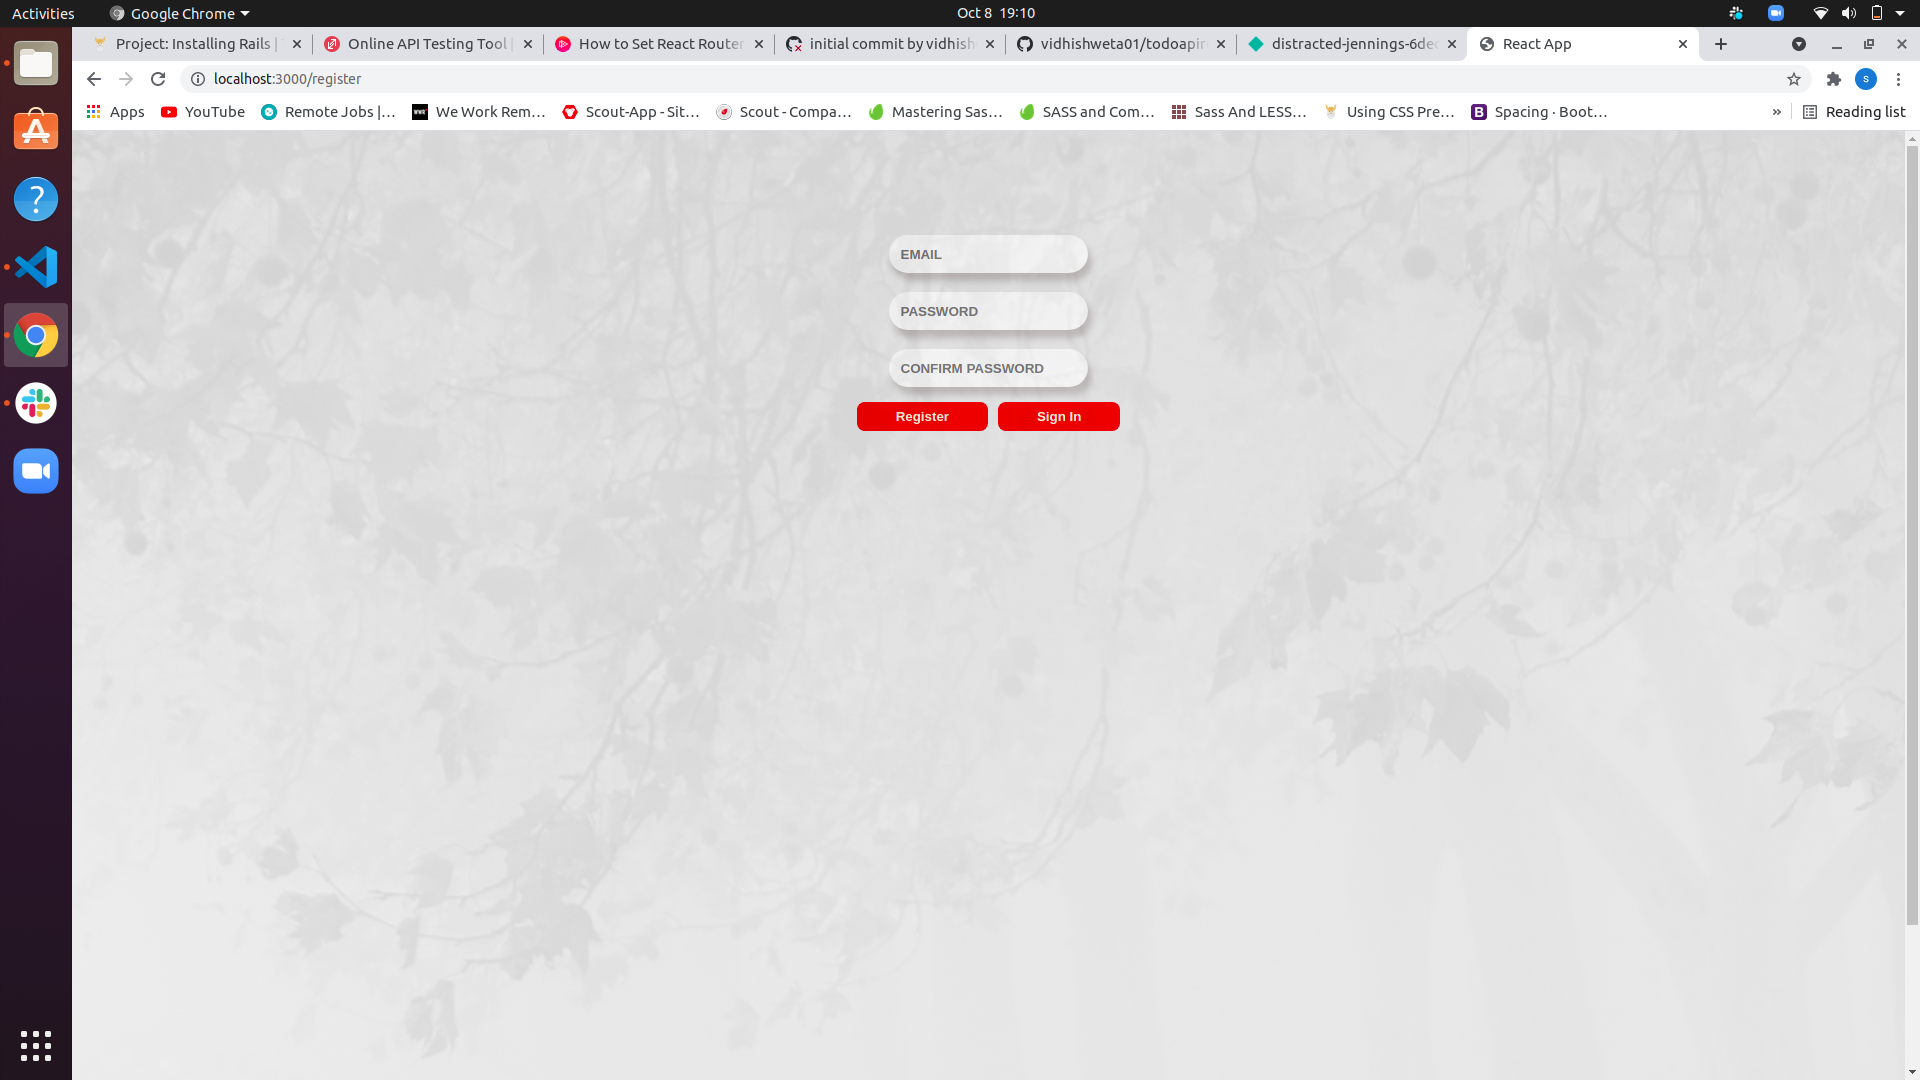 Activities Google Chrome Oct 8 19:10
Project: Installing Rails | Online API Testing Tool | How to Set React Router initial commit by vidhish vidhishweta01/todoapir distracted-jennings-6dec React App
localhost:3000/register S
Apps YouTube Remote Jobs |... We Work Rem... Scout-App - Sit... Scout - Compa... Mastering Sas... SASS and Com... Sass And LESS... Using CSS Pre... Spacing · Boot... » Reading list
EMAIL
PASSWORD
CONFIRM PASSWORD
Register Sign In